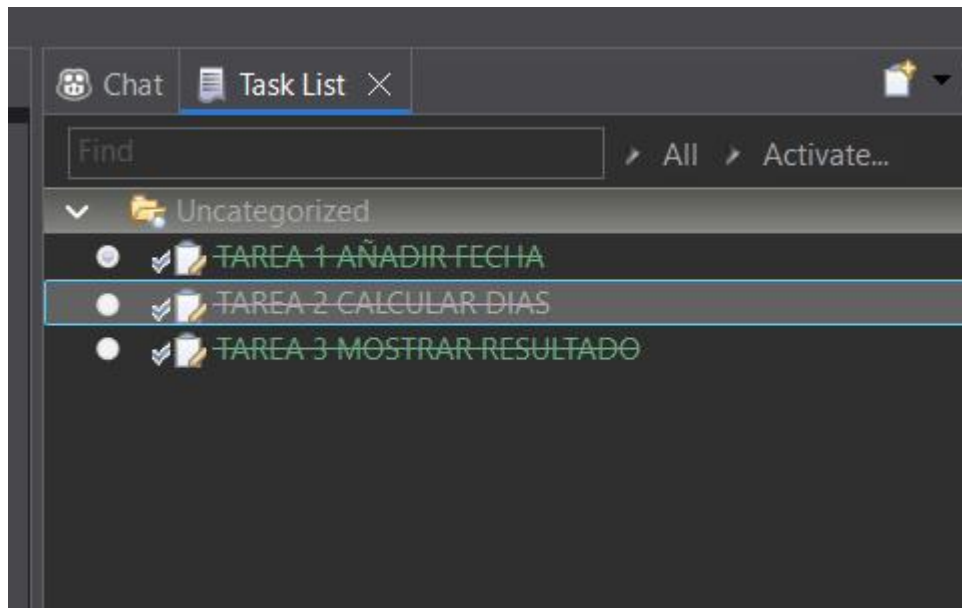 Chat Task List
Find All Activate...
Uncategorized
TAREA 1 AÑADIR FECHA
TAREA 2 CALCULAR DIAS
TAREA 3 MOSTRAR RESULTADO